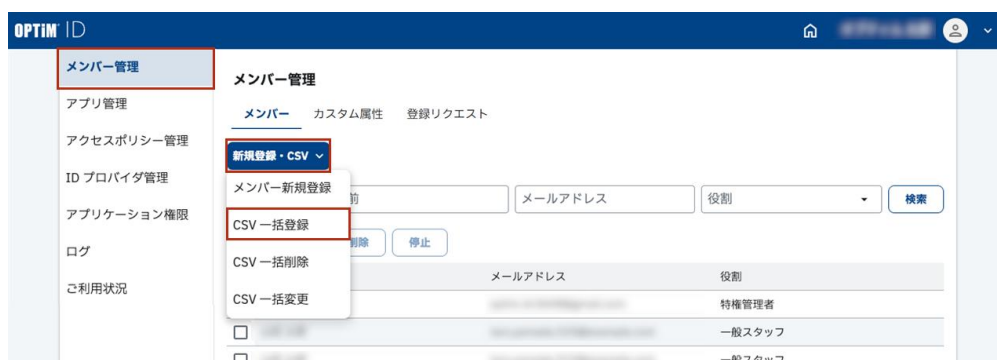 OPTiM ID
メンバー管理
アプリ管理
アクセスポリシー管理
ID プロバイダ管理
アプリケーション権限
ログ
ご利用状況
メンバー管理
メンバー カスタム属性 登録リクエスト
新規登録・CSV
メンバー新規登録
CSV 一括登録
CSV 一括削除
CSV 一括変更
前 メールアドレス 役割 検索
削除 停止
メールアドレス 役割
特権管理者
一般スタッフ
一般スタッフ